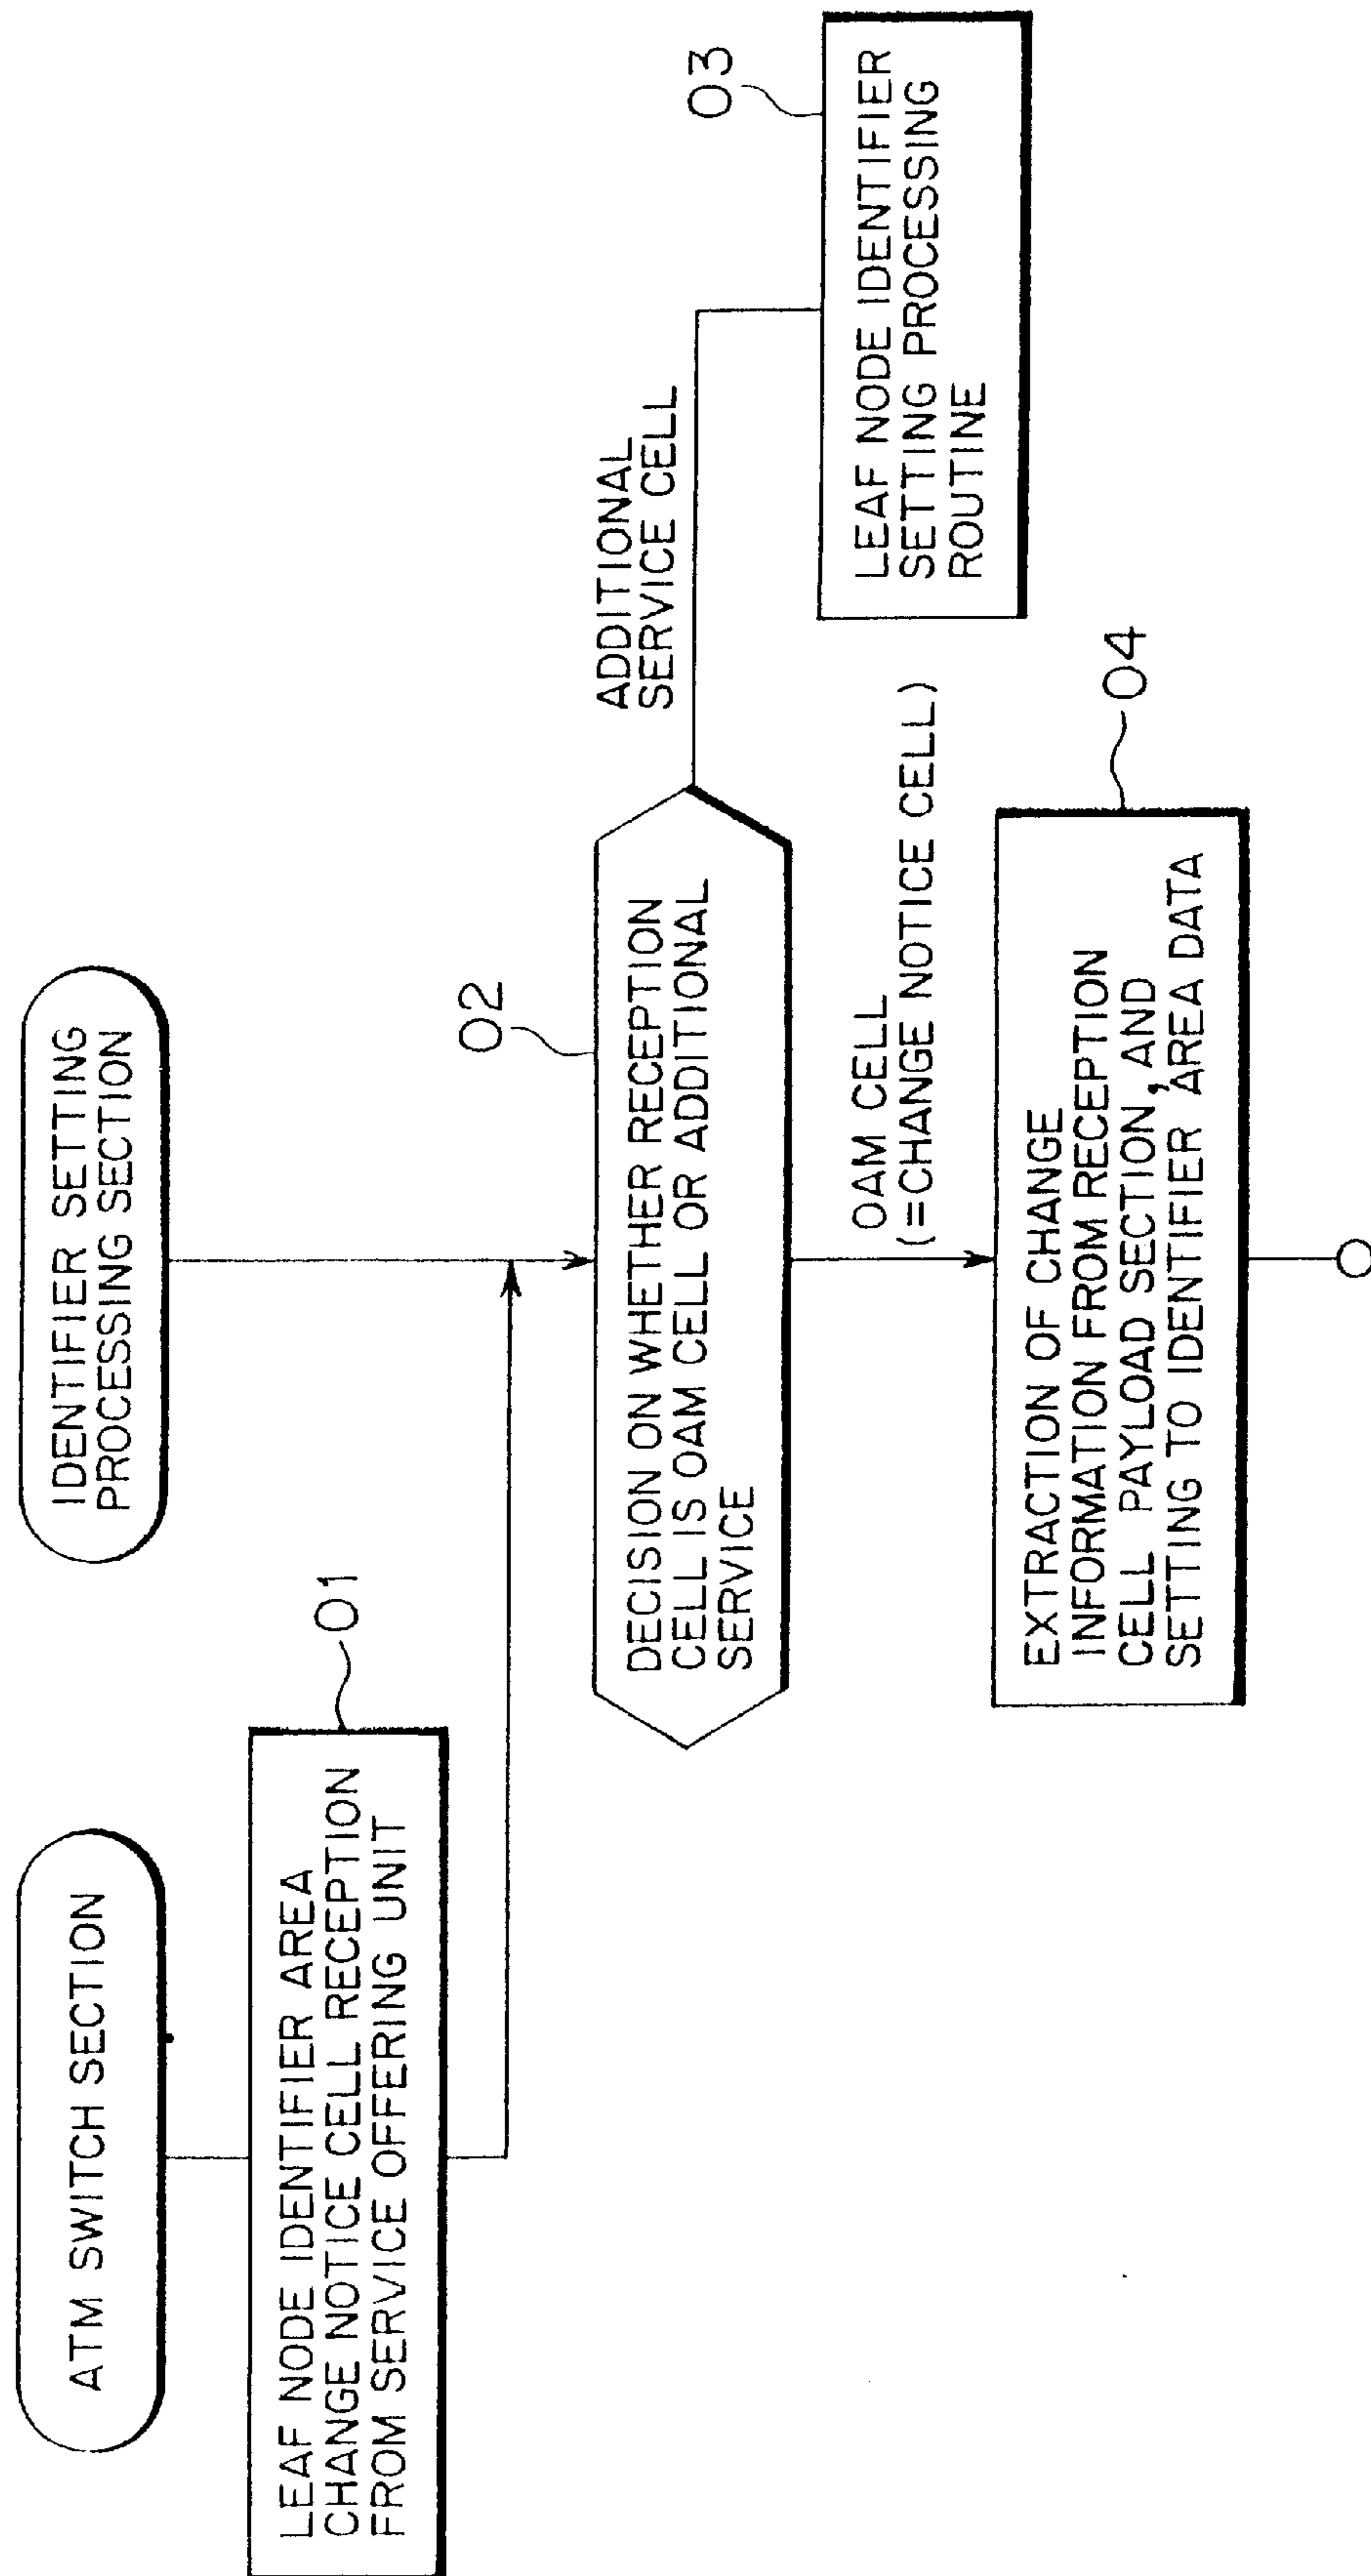 ATM SWITCH SECTION
IDENTIFIER SETTING
PROCESSING SECTION
01
LEAF NODE IDENTIFIER AREA
CHANGE NOTICE CELL RECEPTION
FROM SERVICE OFFERING UNIT
02
DECISION ON WHETHER RECEPTION
CELL IS OAM CELL OR ADDITIONAL
SERVICE
ADDITIONAL
SERVICE CELL
03
LEAF NODE IDENTIFIER
SETTING PROCESSING
ROUTINE
OAM CELL
(=CHANGE NOTICE CELL)
04
EXTRACTION OF CHANGE
INFORMATION FROM RECEPTION
CELL PAYLOAD SECTION, AND
SETTING TO IDENTIFIER AREA DATA